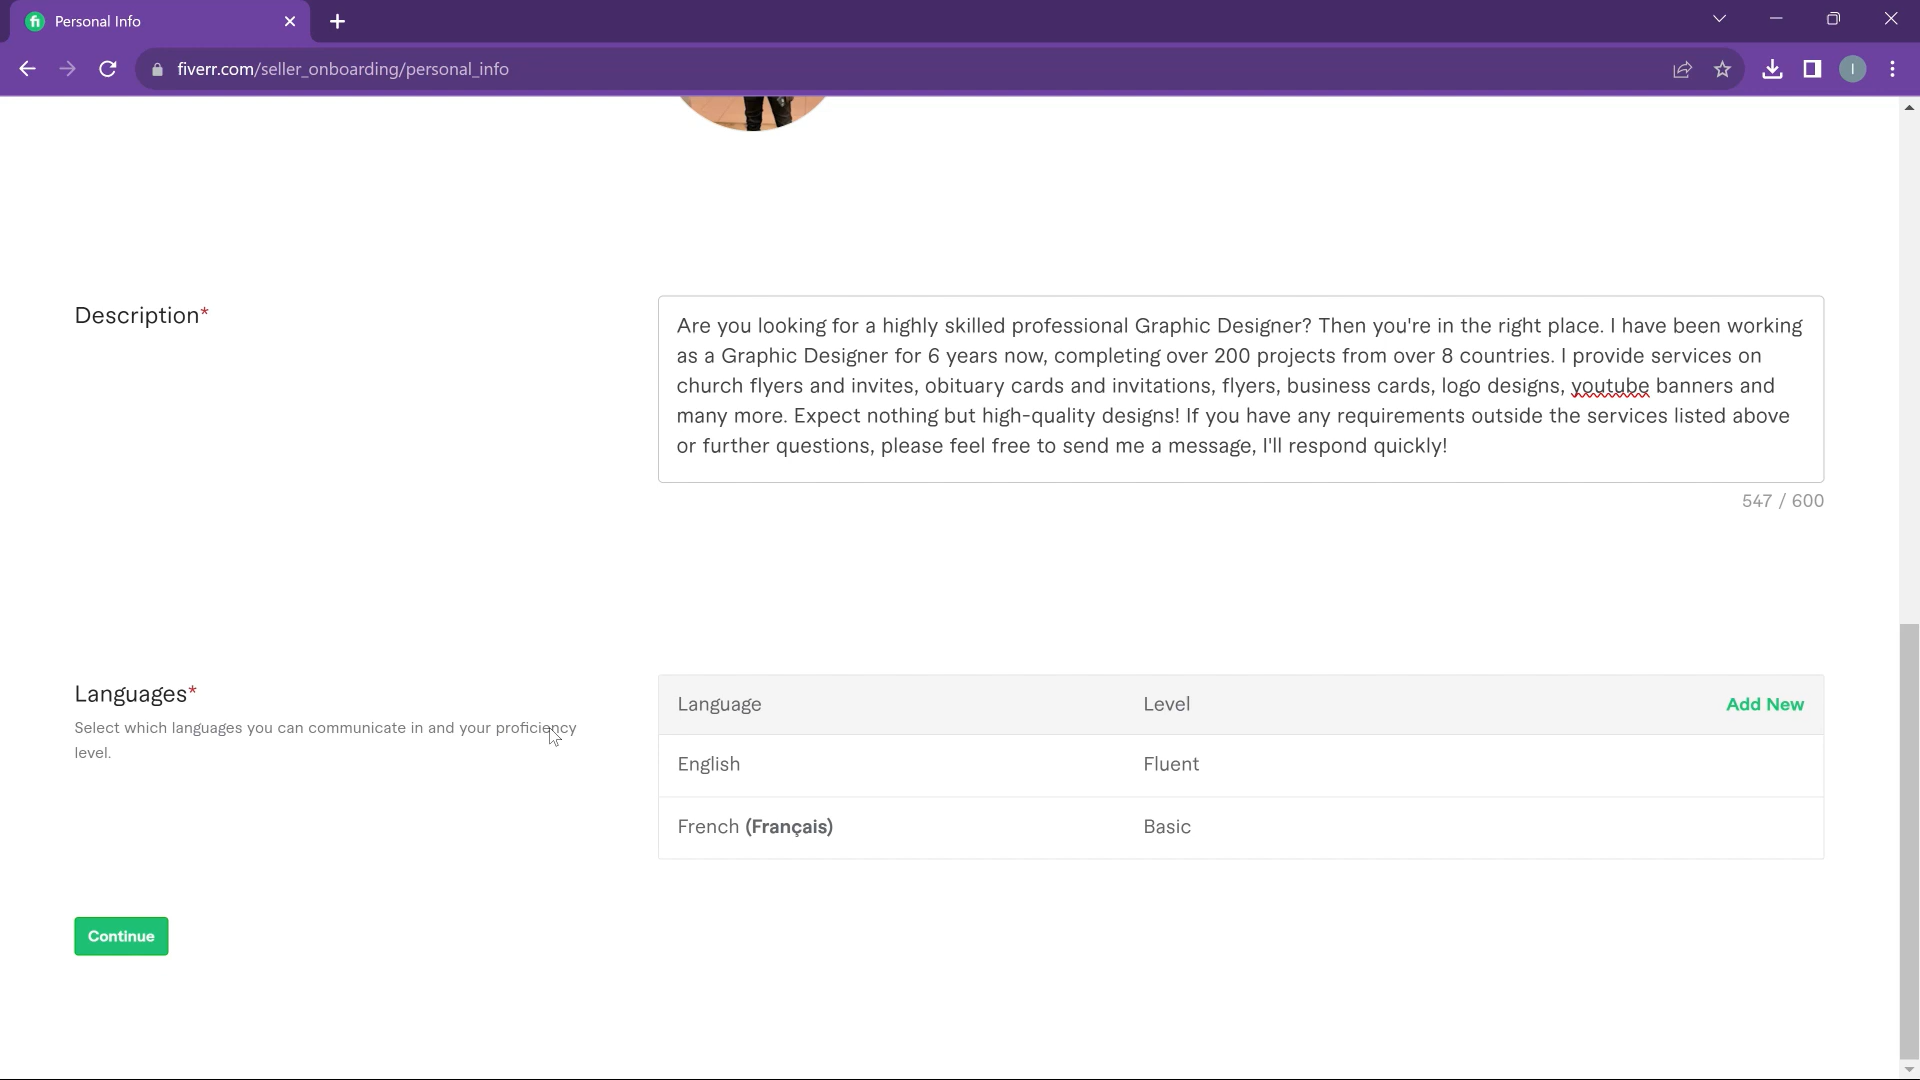 Personal Info
fiverr.com/seller_onboarding/personal_info
I
Description*
Are you looking for a highly skilled professional Graphic Designer? Then you're in the right place. I have been working
as a Graphic Designer for 6 years now, completing over 200 projects from over 8 countries. I provide services on
church flyers and invites, obituary cards and invitations, flyers, business cards, logo designs, youtube banners and
many more. Expect nothing but high-quality designs! If you have any requirements outside the services listed above
or further questions, please feel free to send me a message, I'll respond quickly!
547 / 600
Languages*
Select which languages you can communicate in and your proficiency
level.
Language Level Add New
English Fluent
French (Français) Basic
Continue